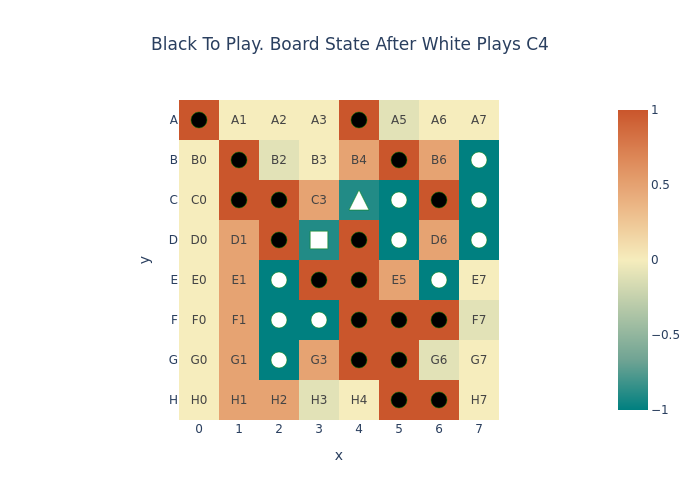 Black To Play. Board State After White Plays C4
A A1 A2 A3 A5 A6 A7 1
B B0 B2 B3 B4 B6
C C0 C3 0.5
D D0 D1 D6
y E E0 E1 E5 E7 0
F F0 F1 F7 −0.5
G G0 G1 G3 G6 G7
H H0 H1 H2 H3 H4 H7 −1
0 1 2 3 4 5 6 7
x